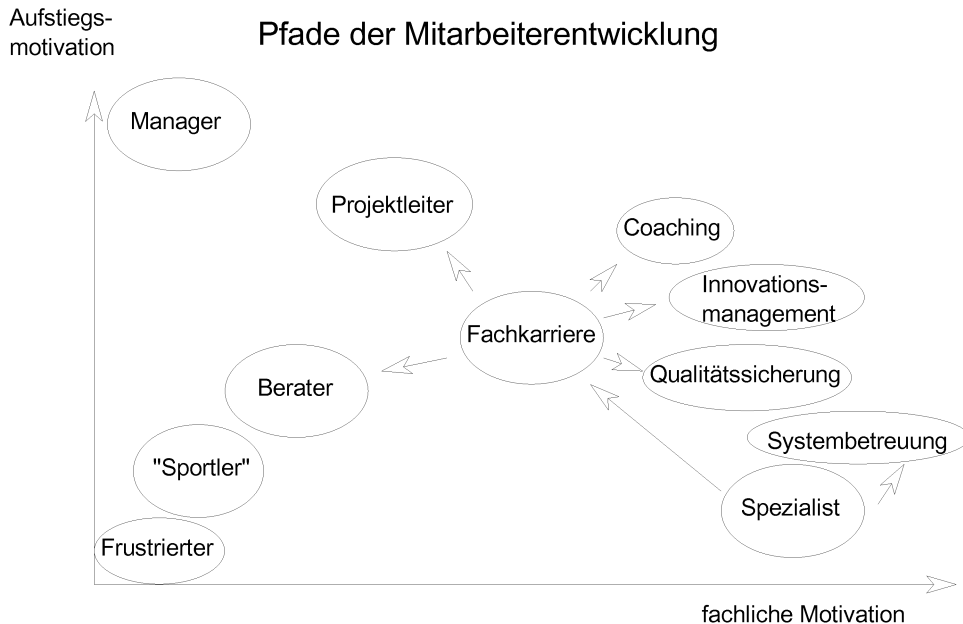 Aufstiegs-
motivation
Pfade der Mitarbeiterentwicklung
Manager
Projektleiter
Coaching
Innovations-
management
Fachkarriere
Qualitätssicherung
Berater
Systembetreuung
"Sportler"
Spezialist
Frustrierter
fachliche Motivation